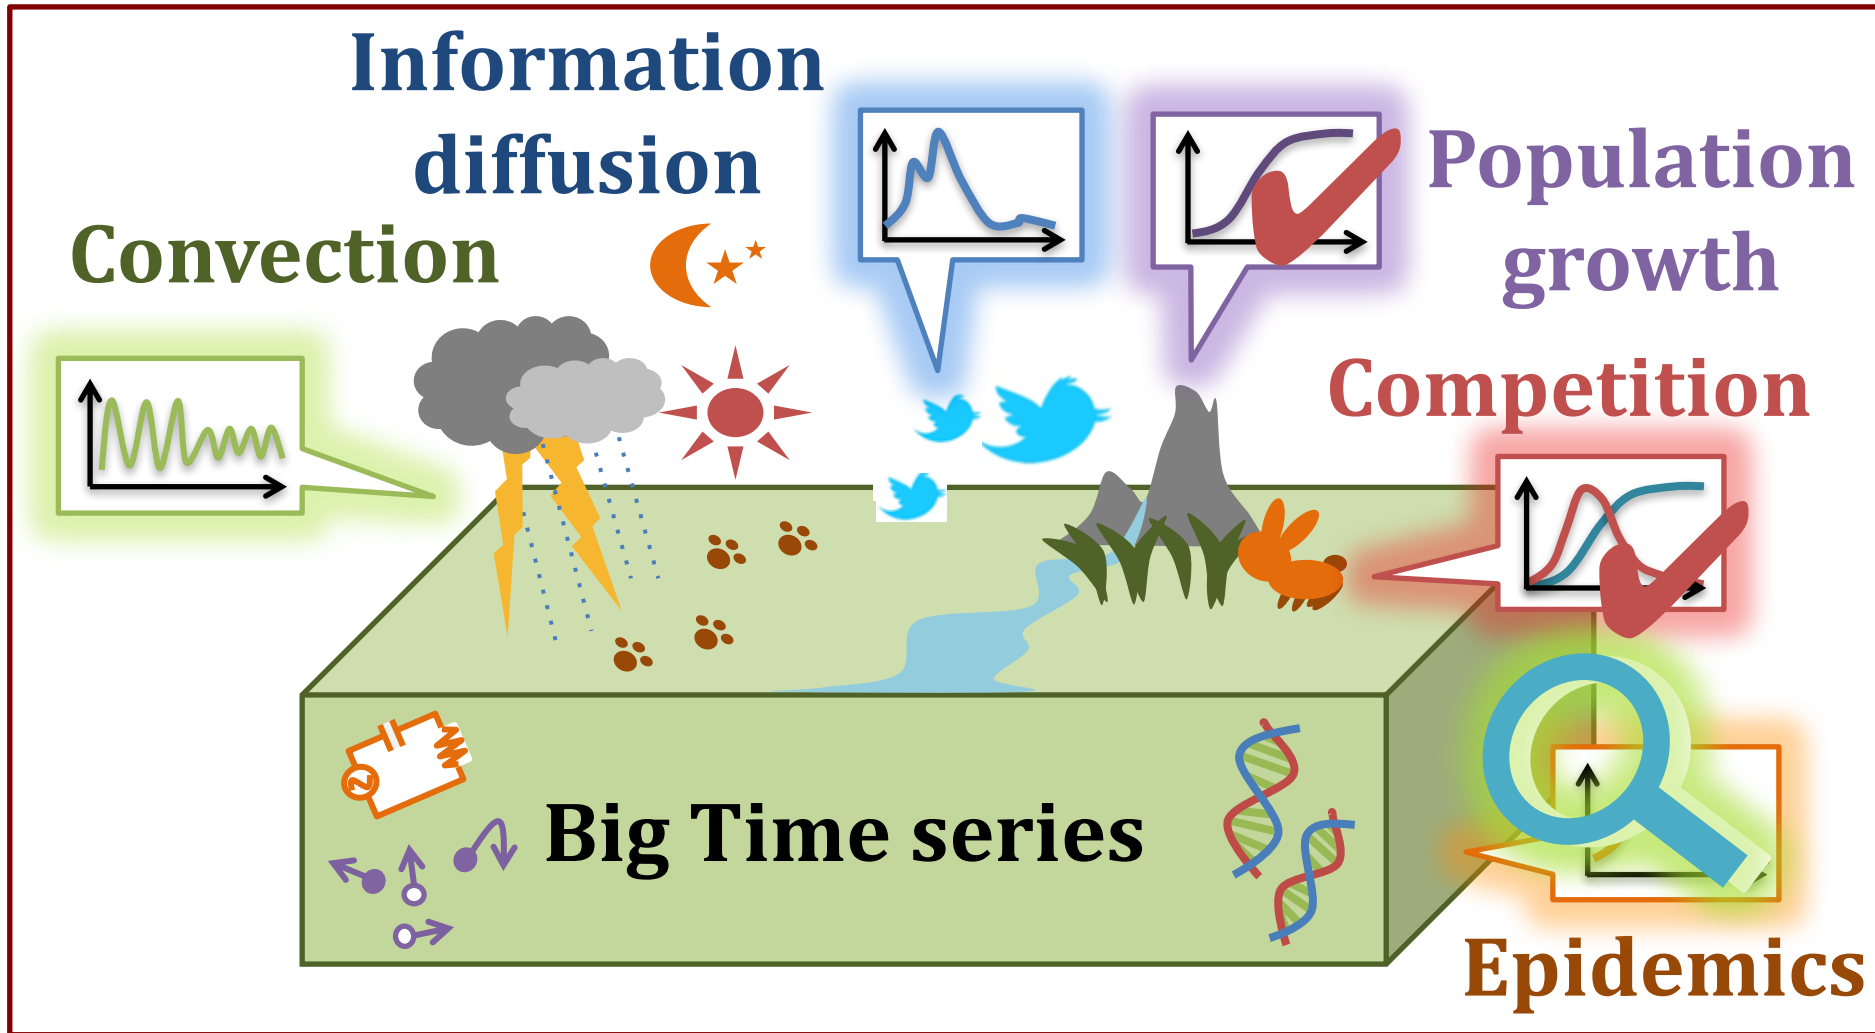 Information
diffusion
Convection
Population
growth
Competition
Big Time series
Epidemics